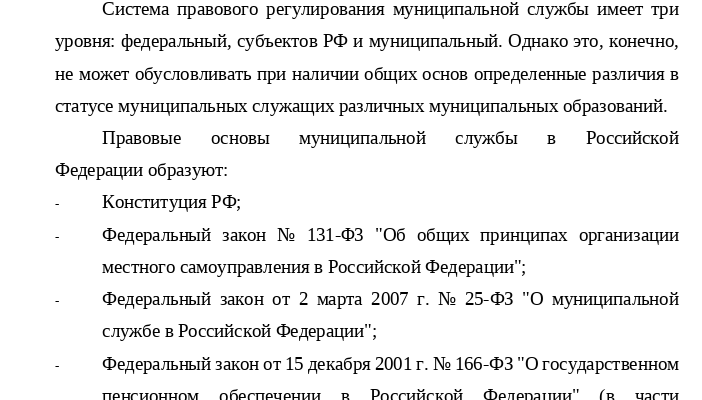 Система правового регулирования муниципальной службы имеет три
уровня: федеральный, субъектов РФ и муниципальный. Однако это, конечно,
не может обусловливать при наличии общих основ определенные различия в
статусе муниципальных служащих различных муниципальных образований.
Правовые основы муниципальной службы в Российской
Федерации образуют:
- Конституция РФ;
- Федеральный закон № 131-ФЗ "Об общих принципах организации
местного самоуправления в Российской Федерации";
- Федеральный закон от 2 марта 2007 г. № 25-ФЗ "О муниципальной
службе в Российской Федерации";
- Федеральный закон от 15 декабря 2001 г. № 166-ФЗ "О государственном
пенсионном обеспечении в Российской Федерации" (в части